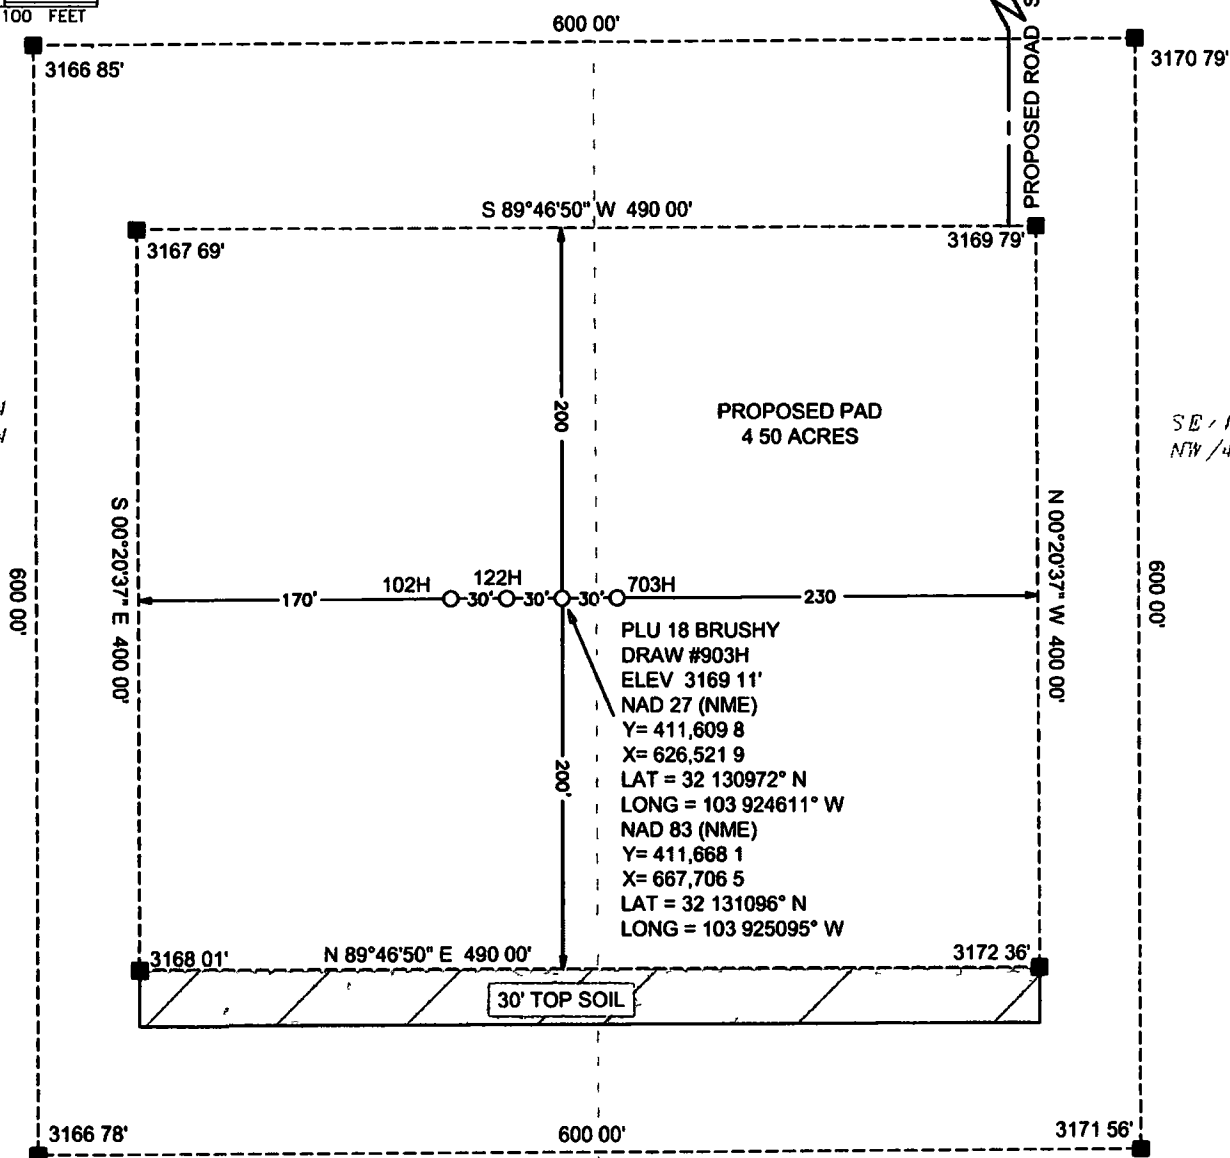 100 FEET
600 00'
3166 85'
3170 79'
PROPOSED ROAD
S 89°46'50" W 490 00'
3167 69'
3169 79'
200
PROPOSED PAD
4 50 ACRES
SE/
NW/4
S 00°20'37" E 400 00'
N 00°20'37" W 400 00'
600 00'
600 00'
170'
102H
30'
122H
30'
30'
703H
230
PLU 18 BRUSHY
DRAW #903H
ELEV 3169 11'
NAD 27 (NME)
Y= 411,609 8
X= 626,521 9
LAT = 32 130972° N
LONG = 103 924611° W
NAD 83 (NME)
Y= 411,668 1
X= 667,706 5
LAT = 32 131096° N
LONG = 103 925095° W
200'
3168 01'
N 89°46'50" E 490 00'
3172 36'
30' TOP SOIL
3166 78'
600 00'
3171 56'